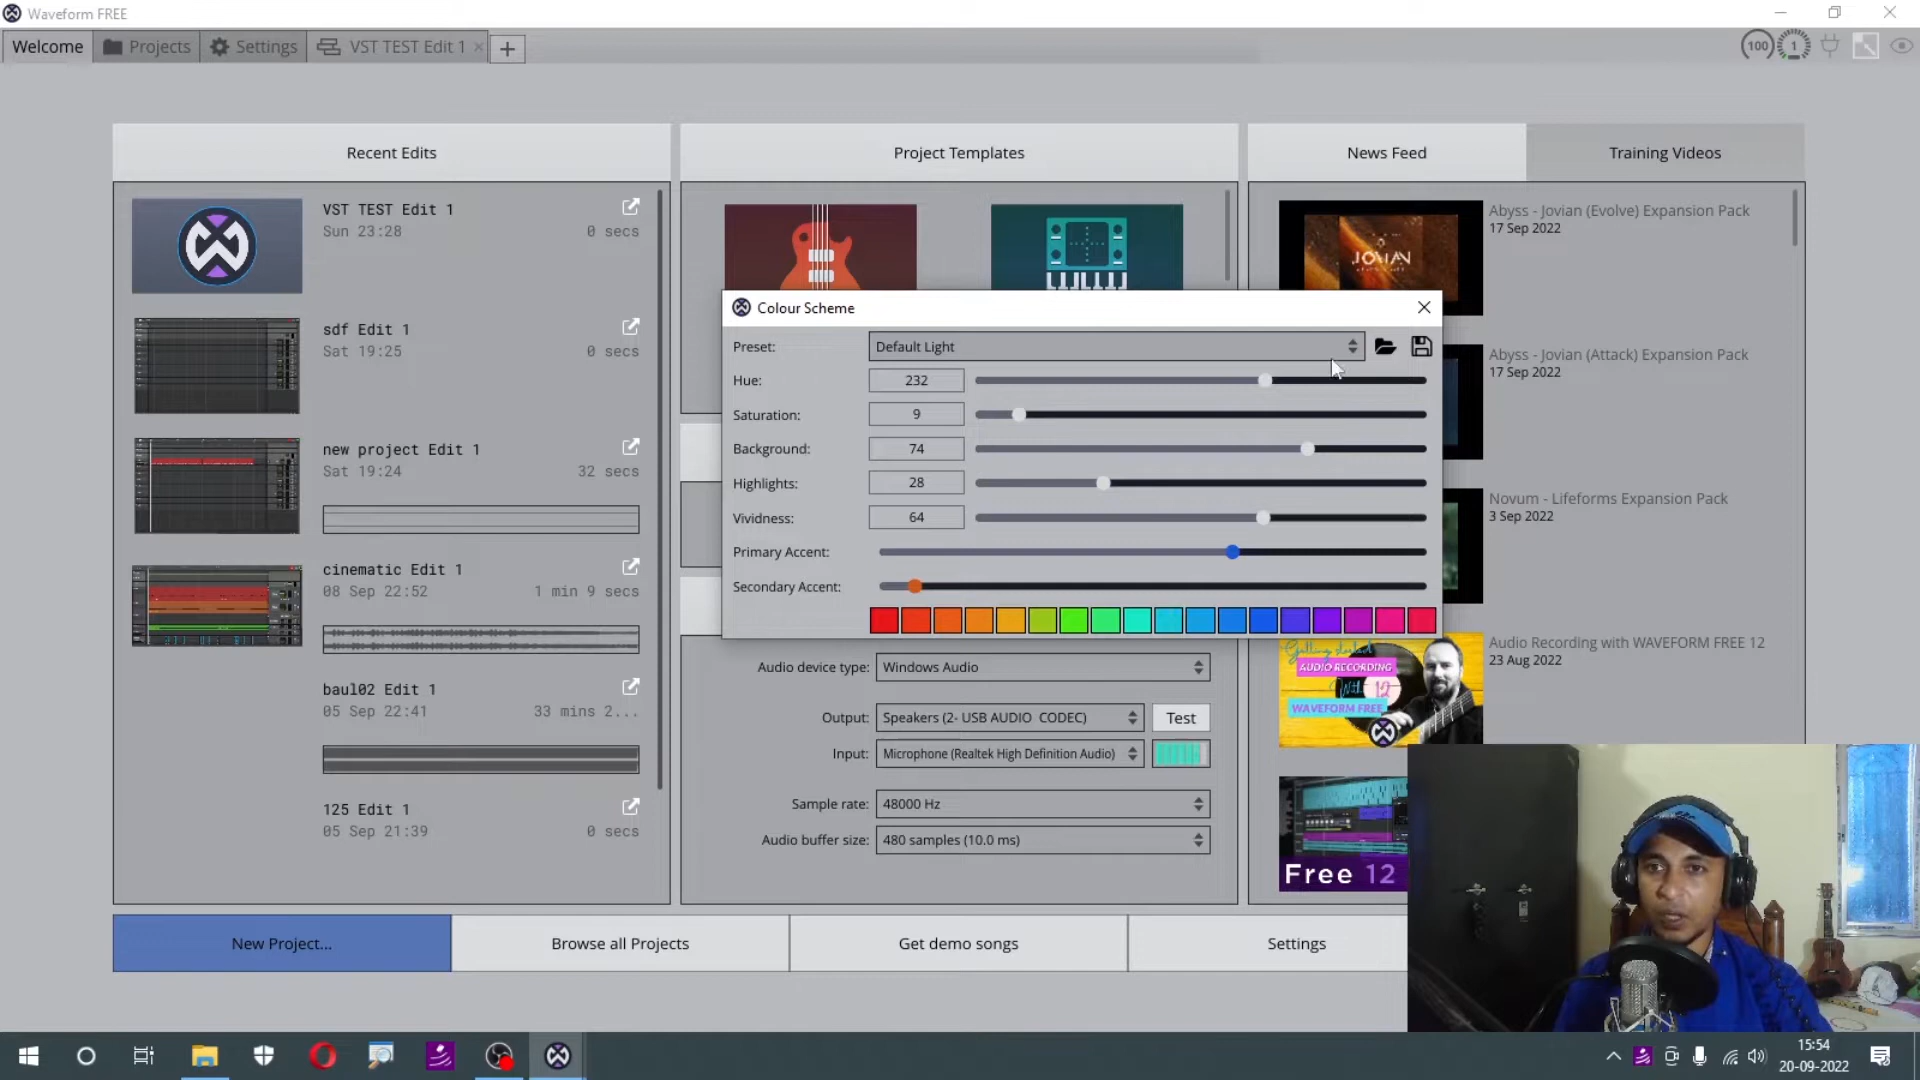 Waveform FREE
Welcome
Projects
Settings
VST TEST Edit 1
100
1
Recent Edits
VST TEST Edit 1
Sun 23:28
0 secs
sdf Edit 1
Sat 19:25
0 secs
new project Edit 1
Sat 19:24
32 secs
cinematic Edit 1
08 Sep 22:52
1 min 9 secs
baul02 Edit 1
05 Sep 22:41
33 mins 2...
125 Edit 1
05 Sep 21:39
0 secs
Project Templates
Colour Scheme
Preset:
Default Light
Hue:
232
Saturation:
9
Background:
74
Highlights:
28
Vividness:
64
Primary Accent:
Secondary Accent:
Audio device type:
Windows Audio
Output:
Speakers (2- USB AUDIO CODEC)
Test
Input:
Microphone (Realtek High Definition Audio)
Sample rate:
48000 Hz
Audio buffer size:
480 samples (10.0 ms)
News Feed
Training Videos
JOVIAN
Abyss - Jovian (Evolve) Expansion Pack
17 Sep 2022
Abyss - Jovian (Attack) Expansion Pack
17 Sep 2022
Novum - Lifeforms Expansion Pack
3 Sep 2022
Getting started
AUDIO RECORDING
With 12
WAVEFORM FREE
Audio Recording with WAVEFORM FREE 12
23 Aug 2022
Free 12
New Project...
Browse all Projects
Get demo songs
Settings
15:54
20-09-2022